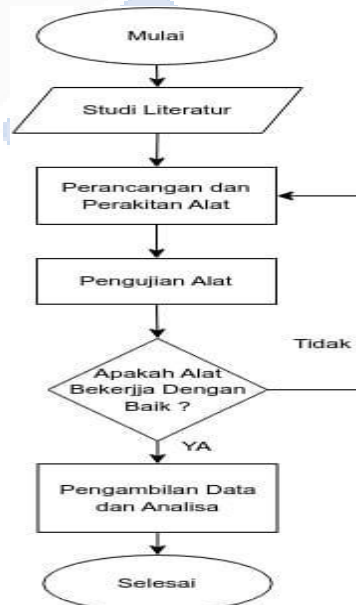 Mulai
Studi Literatur
Perancangan dan
Perakitan Alat
Pengujian Alat
Tidak
Apakah Alat
Bekerjja Dengan
Baik ?
YA
Pengambilan Data
dan Analisa
Selesai